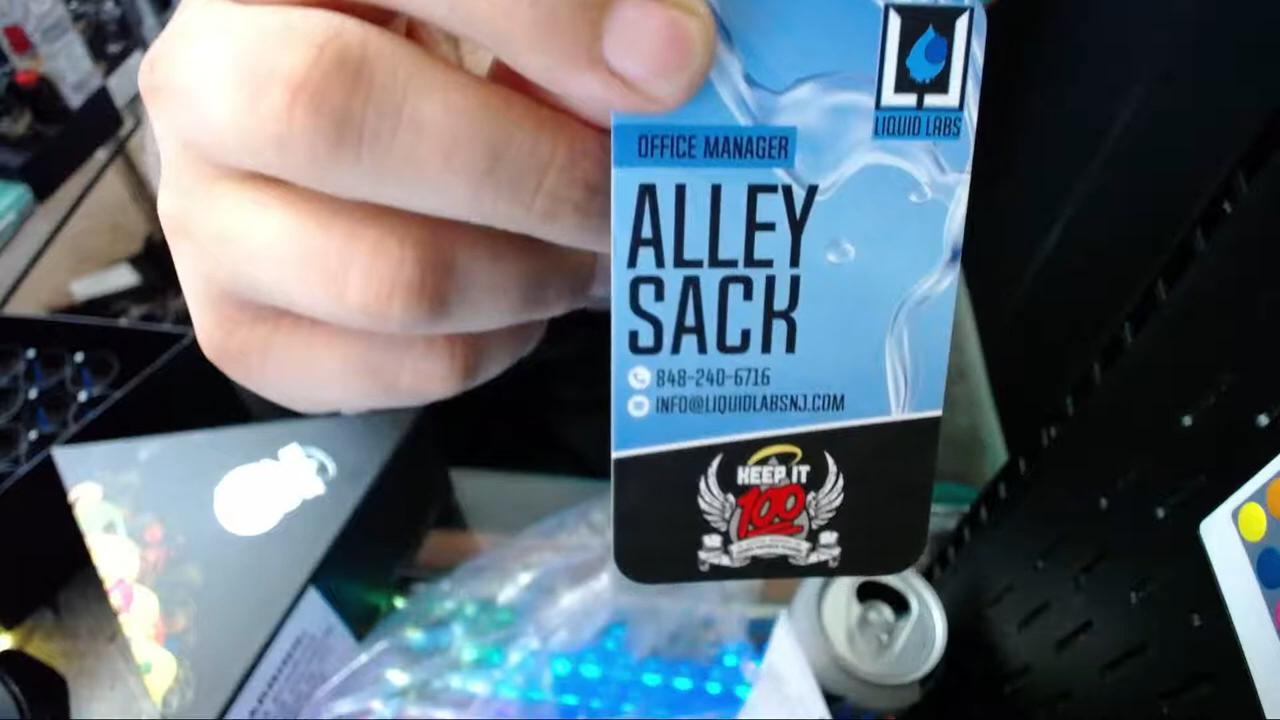 LIQUID LABS
OFFICE MANAGER
ALLEY
SACK
848-240-6716
INFO@LIQUIDLABSNJ.COM
KEEP IT
100